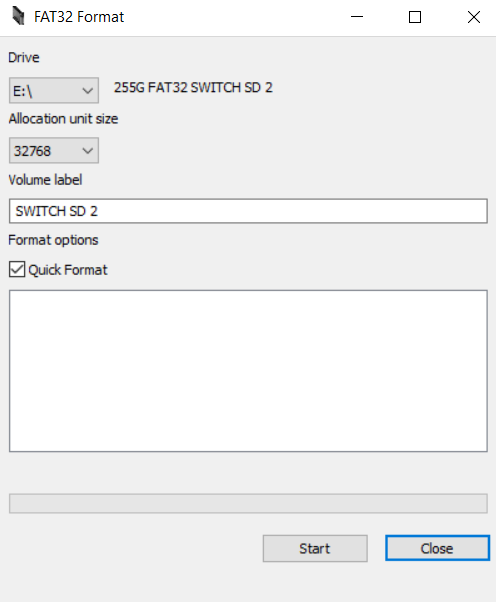 FAT32 Format
Drive
E:\
255G FAT32 SWITCH SD 2
Allocation unit size
32768
Volume label
SWITCH SD 2
Format options
Quick Format
Start
Close